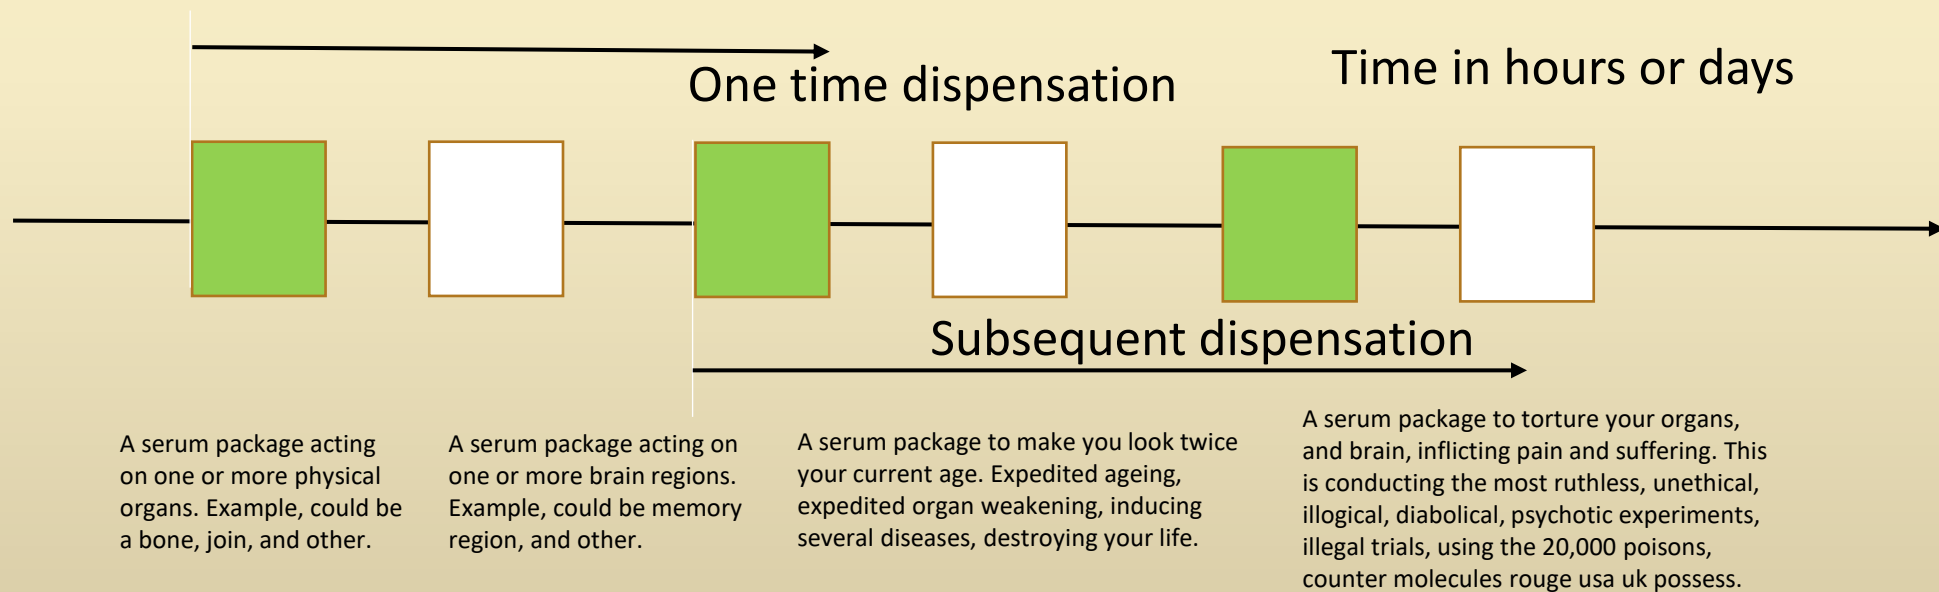 One time dispensation
Time in hours or days
Subsequent dispensation
A serum package acting
on one or more physical
organs. Example, could be
a bone, join, and other.
A serum package acting on
one or more brain regions.
Example, could be memory
region, and other.
A serum package to make you look twice
your current age. Expedited ageing,
expedited organ weakening, inducing
several diseases, destroying your life.
A serum package to torture your organs,
and brain, inflicting pain and suffering. This
is conducting the most ruthless, unethical,
illogical, diabolical, psychotic experiments,
illegal trials, using the 20,000 poisons,
counter molecules rouge usa uk possess.